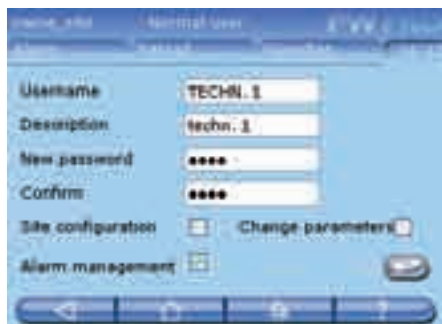 Normal user
Username TECHN. 1
Description techn. 1
New password ••••
Confirm ••••
Site configuration Change parameters
Alarm management
?